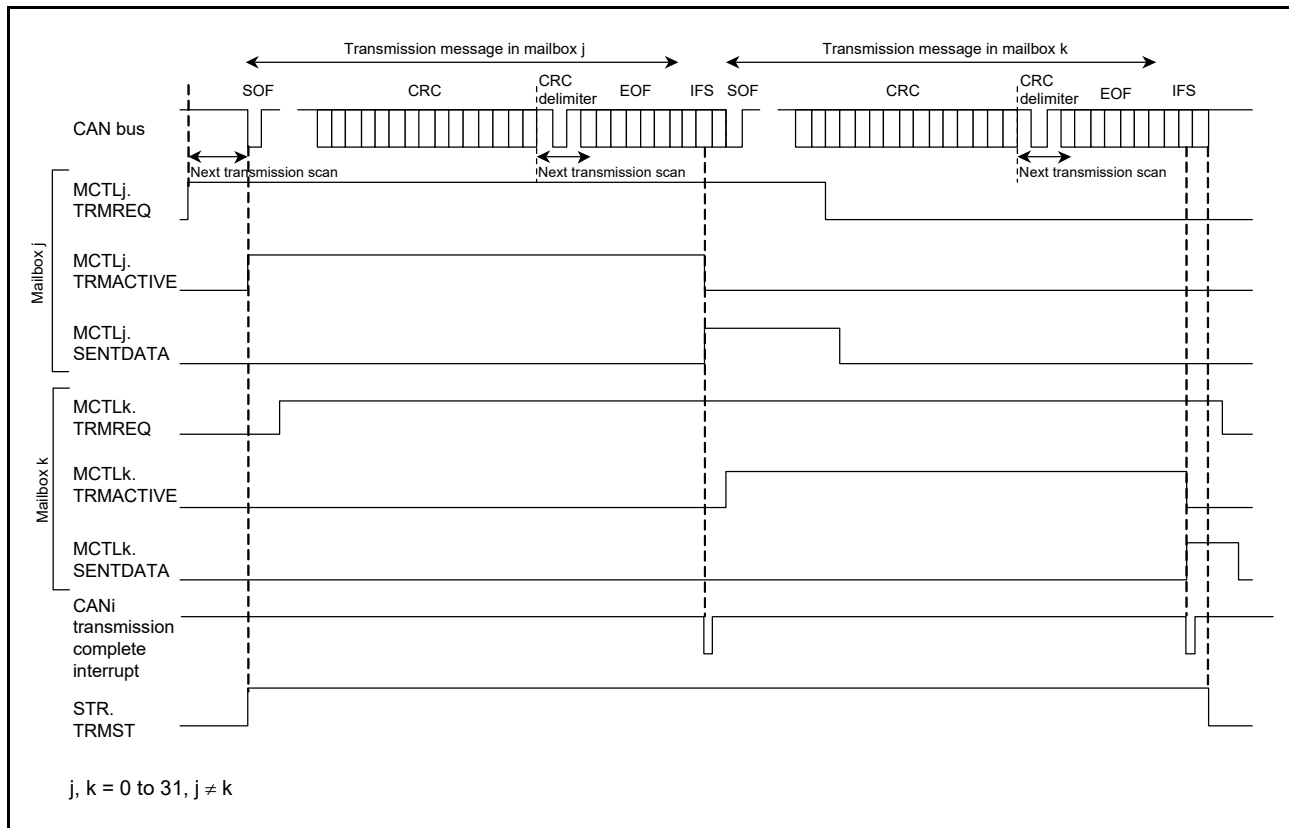 Transmission message in mailbox j
Transmission message in mailbox k
SOF
CRC
CRC
delimiter
EOF
IFS
SOF
CRC
CRC
delimiter
EOF
IFS
CAN bus
Next transmission scan
Next transmission scan
Next transmission scan
Mailbox j
MCTLj.
TRMREQ
MCTLj.
TRMACTIVE
MCTLj.
SENTDATA
Mailbox k
MCTLk.
TRMREQ
MCTLk.
TRMACTIVE
MCTLk.
SENTDATA
CANi
transmission
complete
interrupt
STR.
TRMST
j, k = 0 to 31, j ≠ k